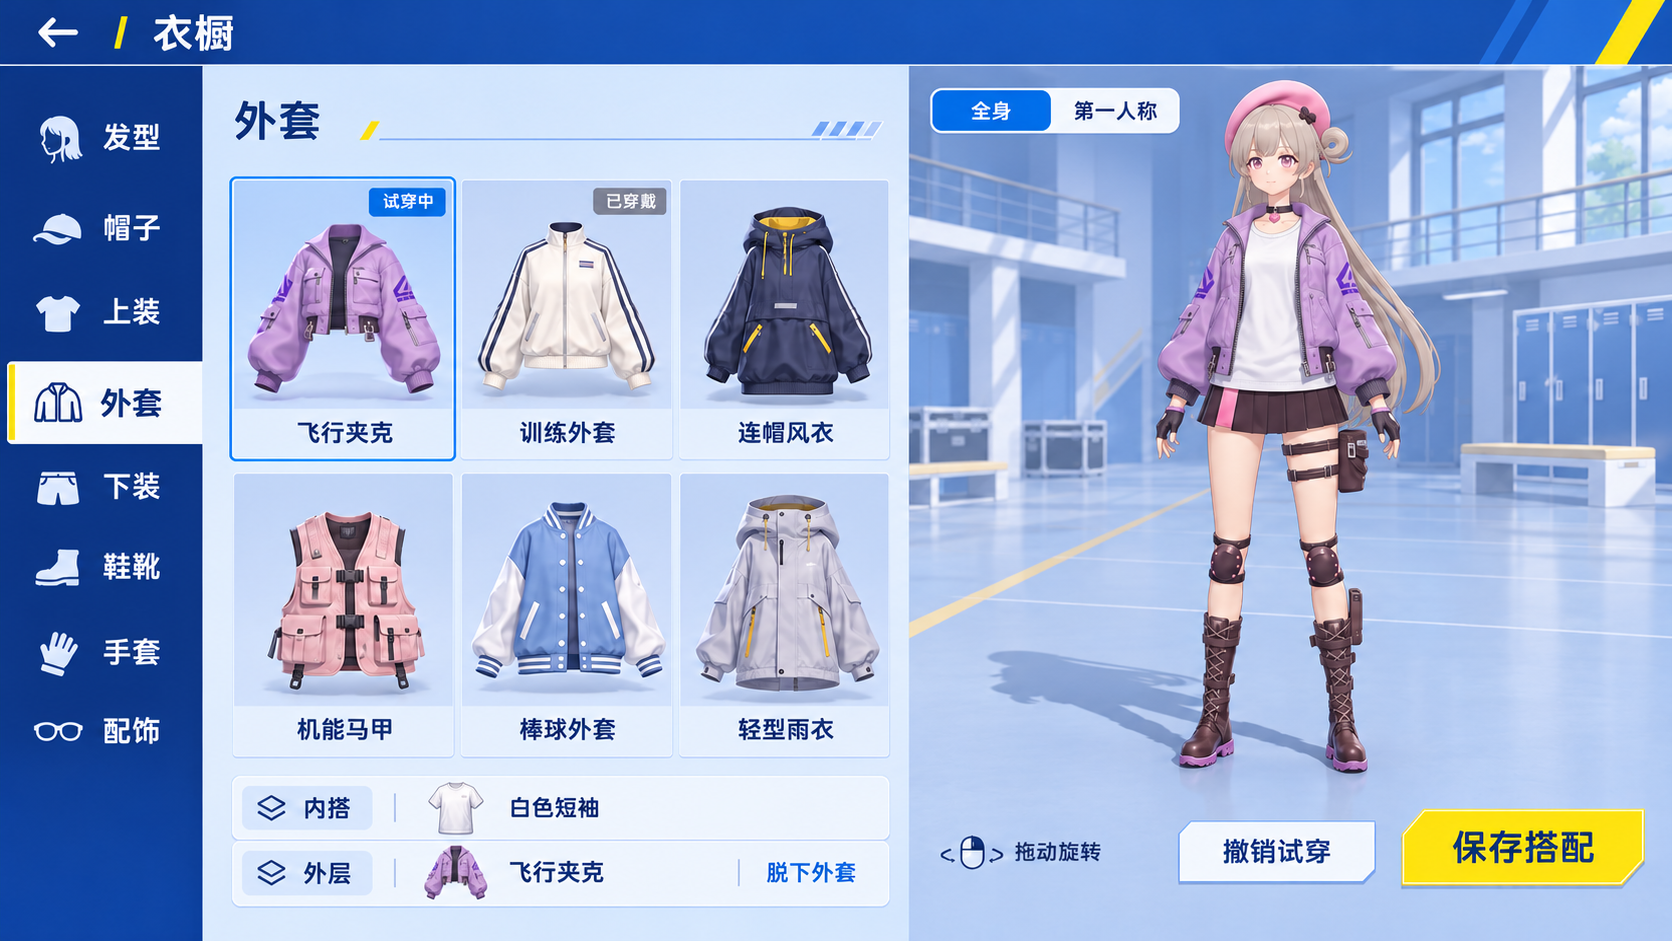 衣橱
发型
帽子
上装
外套
下装
鞋靴
手套
配饰
外套
试穿中
飞行夹克
已穿戴
训练外套
连帽风衣
机能马甲
棒球外套
轻型雨衣
内搭
白色短袖
外层
飞行夹克
脱下外套
全身
第一人称
拖动旋转
撤销试穿
保存搭配